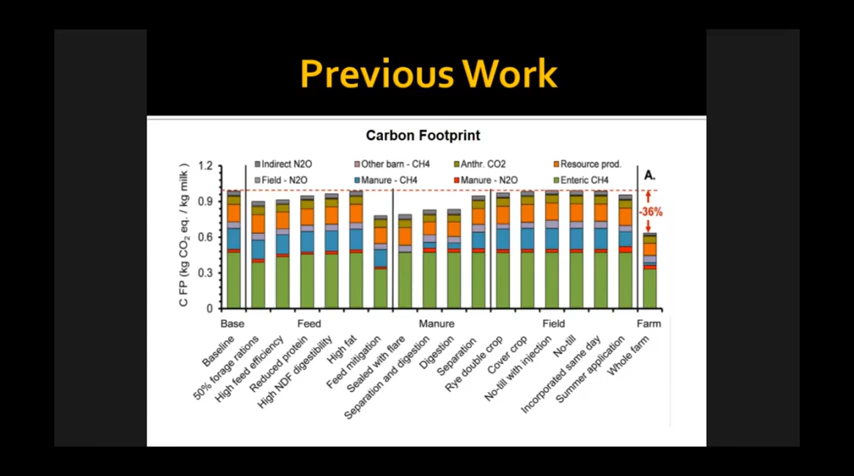 Previous Work
Carbon Footprint
Indirect N2O Other barn - CH4 Anthr. CO2 Resource prod.
Field - N2O Manure - CH4 Manure - N2O Enteric CH4
A.
-36%
C FP (kg CO2 eq. / kg milk)
1.2
0.9
0.6
0.3
0
Base Feed Manure Field Farm
Baseline
50% forage rations
High feed efficiency
Reduced protein
High NDF digestibility
High fat
Feed mitigation
Sealed with flare
Separation and digestion
Digestion
Separation
Rye double crop
Cover crop
No-till with injection
No-till
Incorporated same day
Summer application
Whole farm